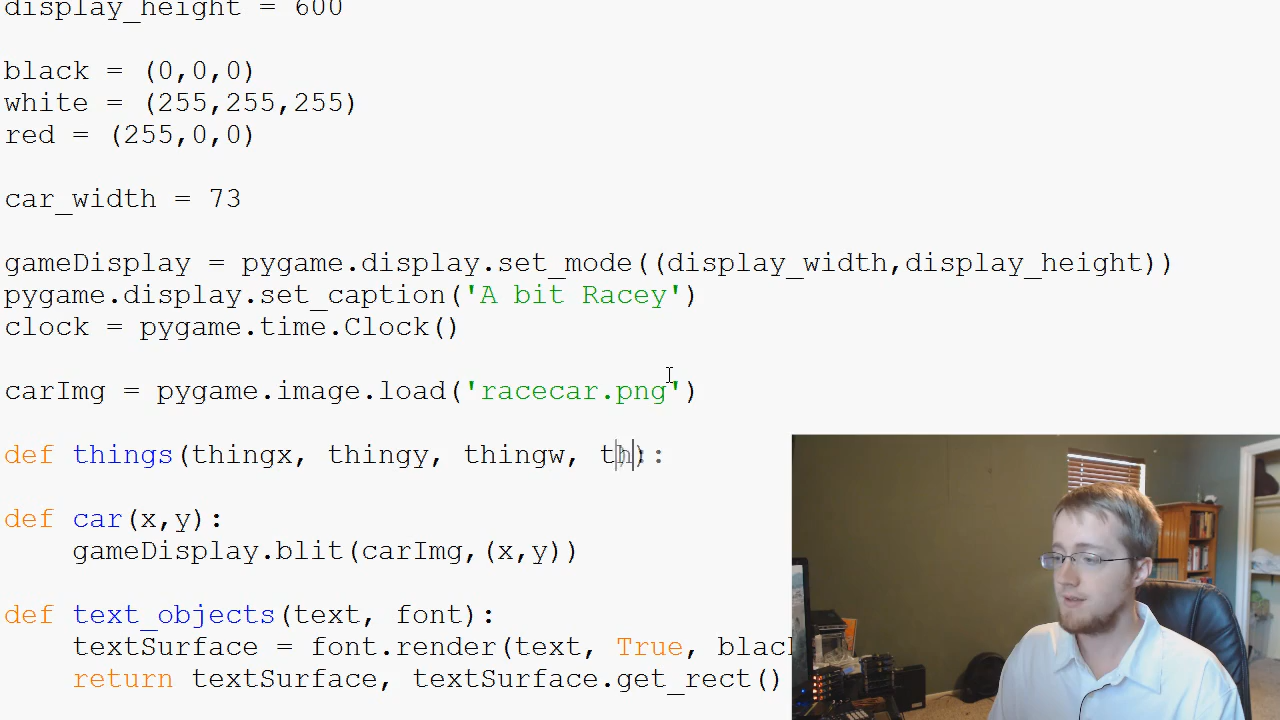 display_height = 600
black = (0,0,0)
white = (255,255,255)
red = (255,0,0)
car_width = 73
gameDisplay = pygame.display.set_mode((display_width,display_height))
pygame.display.set_caption('A bit Racey')
clock = pygame.time.Clock()
carImg = pygame.image.load('racecar.png')
def things(thingx, thingy, thingw, th):
def car(x,y):
gameDisplay.blit(carImg,(x,y))
def text_objects(text, font):
textSurface = font.render(text, True, blac
return textSurface, textSurface.get_rect()